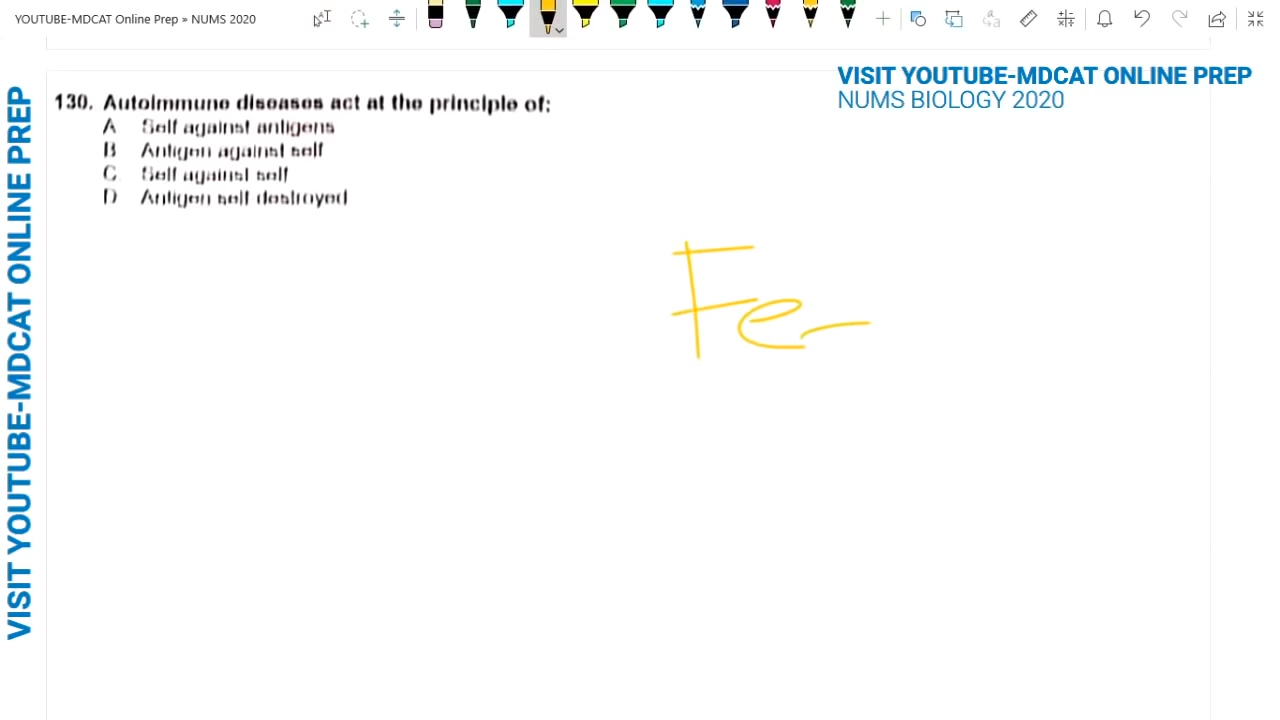 YOUTUBE-MDCAT Online Prep » NUMS 2020
VISIT YOUTUBE-MDCAT ONLINE PREP
NUMS BIOLOGY 2020
130. Autoimmune diseases act at the principle of:
A Self against antigens
B Antigen against self
C. Self against self
D Antigen self destroyed
Fe
VISIT YOUTUBE-MDCAT ONLINE PREP